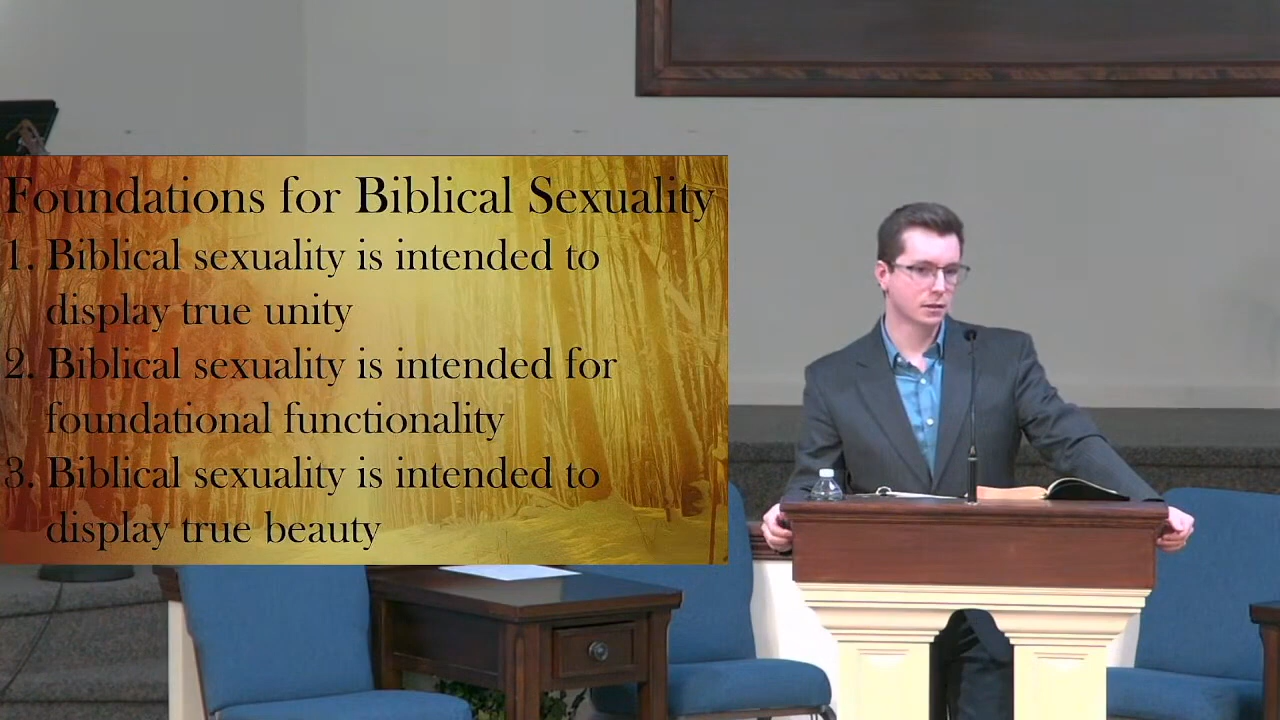 Foundations for Biblical Sexuality
1. Biblical sexuality is intended to
display true unity
2. Biblical sexuality is intended for
foundational functionality
3. Biblical sexuality is intended to
display true beauty